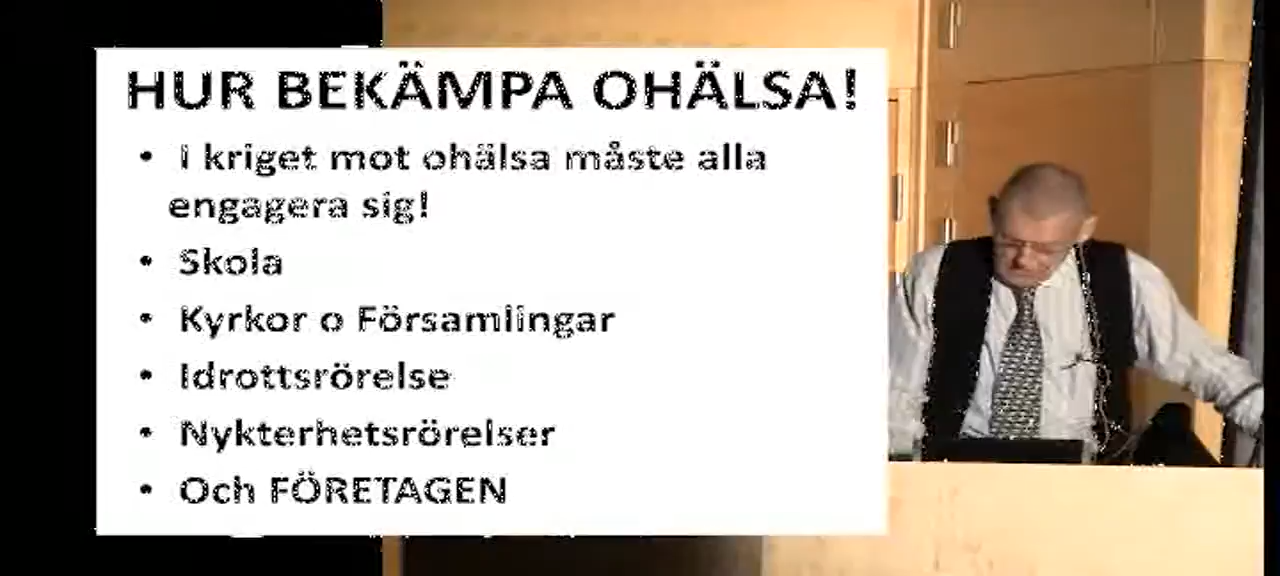 HUR BEKÄMPA OHÄLSA!
• I kriget mot ohälsa måste alla
engagera sig!
• Skola
• Kyrkor o Församlingar
• Idrottsrörelse
• Nykterhetsrörelser
• Och FÖRETAGEN